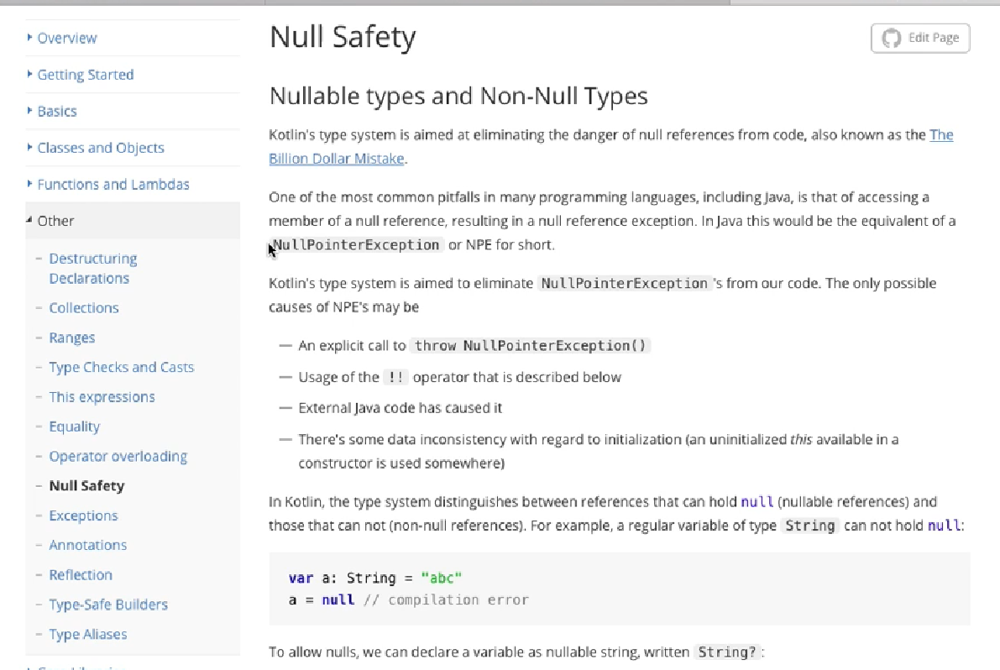 Overview
Getting Started
Basics
Classes and Objects
Functions and Lambdas
Other
– Destructuring
Declarations
– Collections
– Ranges
– Type Checks and Casts
– This expressions
– Equality
– Operator overloading
– Null Safety
– Exceptions
– Annotations
– Reflection
– Type-Safe Builders
– Type Aliases
Null Safety
Edit Page
Nullable types and Non-Null Types
Kotlin's type system is aimed at eliminating the danger of null references from code, also known as the The
Billion Dollar Mistake.
One of the most common pitfalls in many programming languages, including Java, is that of accessing a
member of a null reference, resulting in a null reference exception. In Java this would be the equivalent of a
NullPointerException or NPE for short.
Kotlin's type system is aimed to eliminate NullPointerException 's from our code. The only possible
causes of NPE's may be
— An explicit call to throw NullPointerException()
— Usage of the !! operator that is described below
— External Java code has caused it
— There's some data inconsistency with regard to initialization (an uninitialized this available in a
constructor is used somewhere)
In Kotlin, the type system distinguishes between references that can hold null (nullable references) and
those that can not (non-null references). For example, a regular variable of type String can not hold null:
var a: String = "abc"
a = null // compilation error
To allow nulls, we can declare a variable as nullable string, written String? :